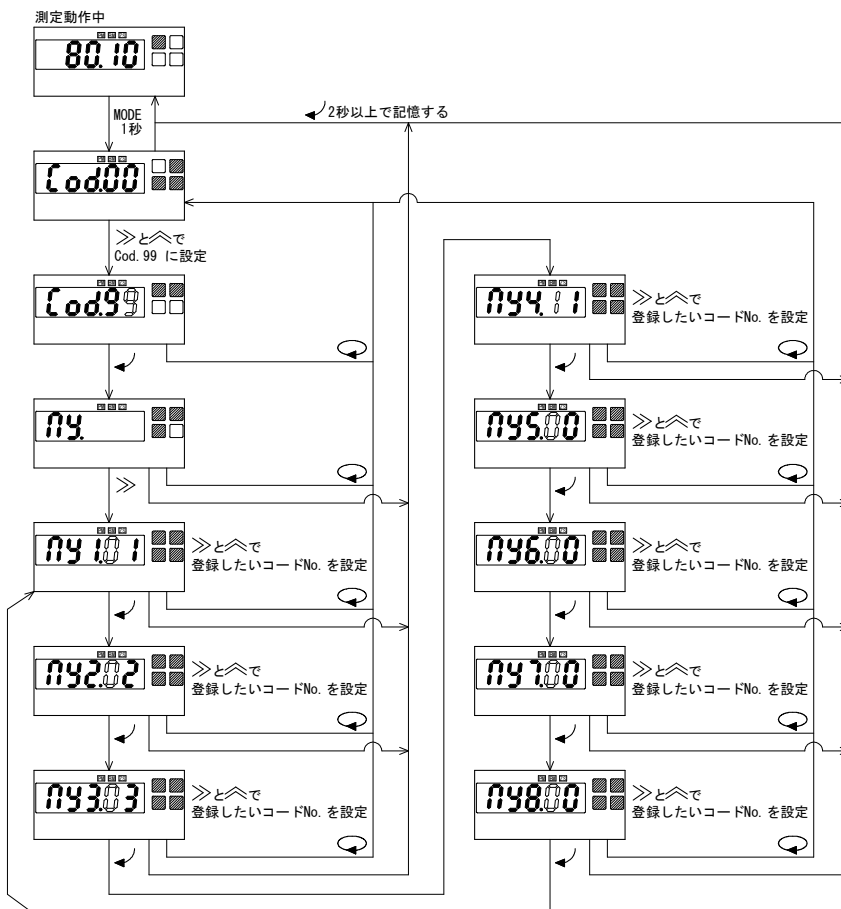 測定動作中
80.10
MODE
1秒
2秒以上で記憶する
Cod.00
≫と︽で
Cod.99 に設定
Cod.99
My.
≫
My1.01
≫と︽で
登録したいコードNo. を設定
My2.02
≫と︽で
登録したいコードNo. を設定
My3.03
≫と︽で
登録したいコードNo. を設定
My4.11
≫と︽で
登録したいコードNo. を設定
My5.00
≫と︽で
登録したいコードNo. を設定
My6.00
≫と︽で
登録したいコードNo. を設定
My7.00
≫と︽で
登録したいコードNo. を設定
My8.00
≫と︽で
登録したいコードNo. を設定